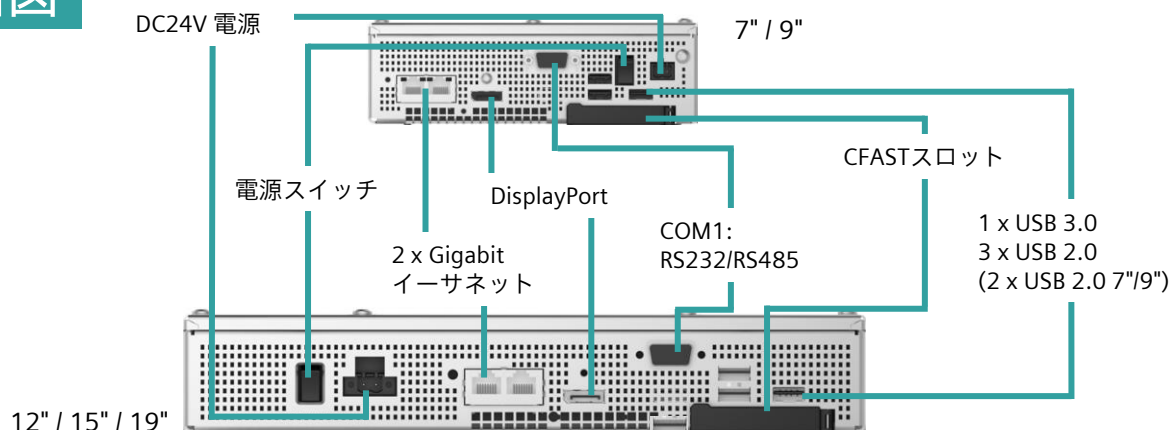 図
DC24V 電源
7" / 9"
電源スイッチ
DisplayPort
CFASTスロット
2 x Gigabit
イーサネット
COM1:
RS232/RS485
1 x USB 3.0
3 x USB 2.0
(2 x USB 2.0 7"/9")
12" / 15" / 19"